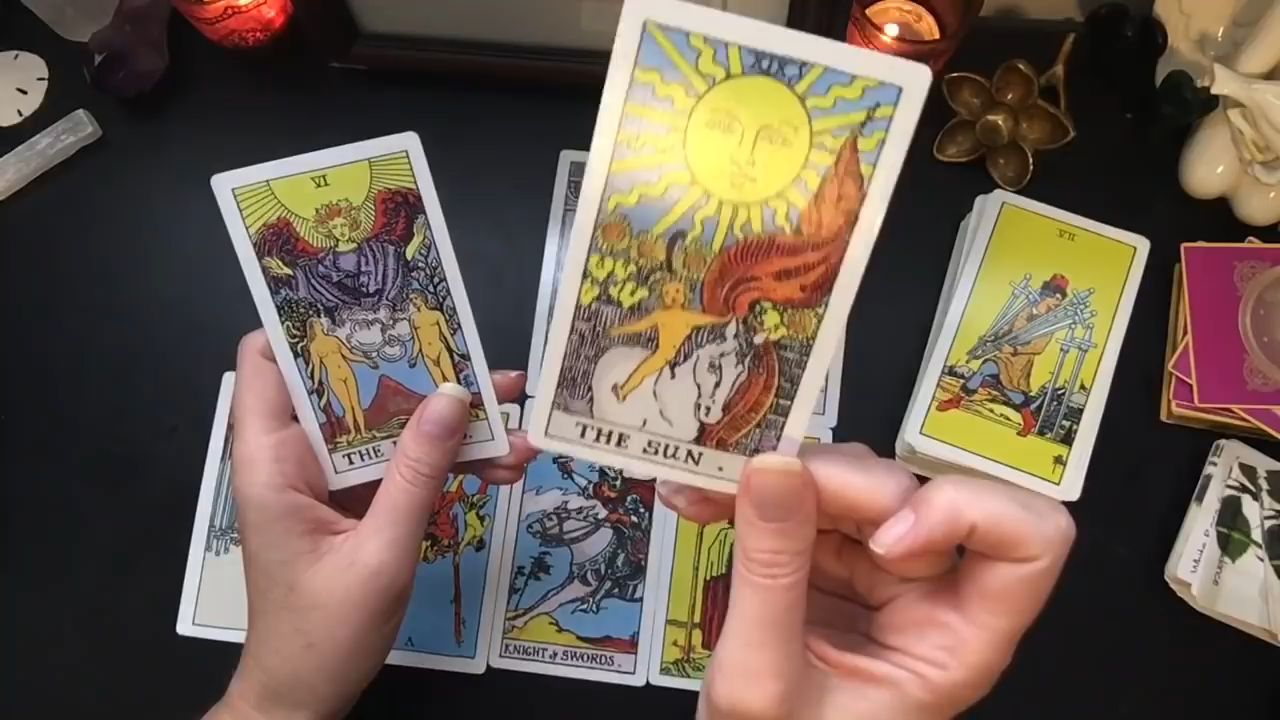 XIX
VI
VII
THE
THE SUN.
KNIGHT of SWORDS.